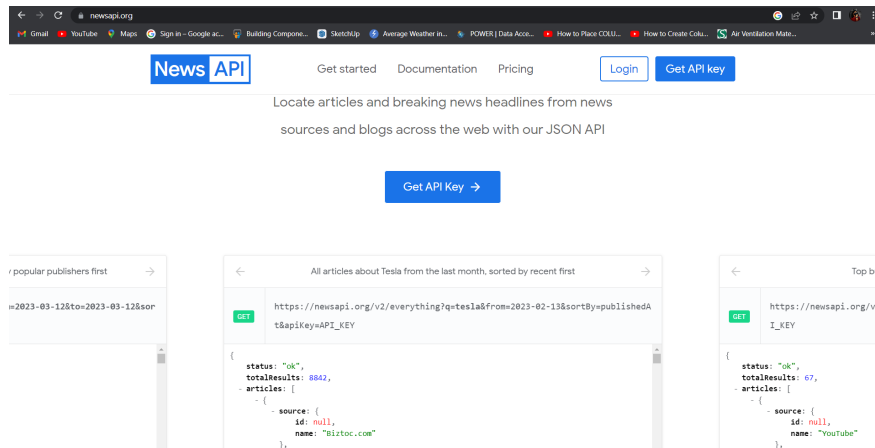 newsapi.org
Gmail YouTube Maps Sign in – Google ac... Building Compone... SketchUp Average Weather in... POWER | Data Acce... How to Place COLU... How to Create Colu... Air Ventilation Mate... »
News API Get started Documentation Pricing Login Get API key
Locate articles and breaking news headlines from news
sources and blogs across the web with our JSON API
Get API Key →
popular publishers first →
← All articles about Tesla from the last month, sorted by recent first →
← Top b
=2023-03-12&to=2023-03-12&sor
GET https://newsapi.org/v2/everything?q=tesla&from=2023-02-13&sortBy=publishedA
t&apiKey=API_KEY
GET https://newsapi.org/v
I_KEY
{
status: "ok",
totalResults: 8842,
- articles: [
- {
- source: {
id: null,
name: "Biztoc.com"
},
{
status: "ok",
totalResults: 67,
- articles: [
- {
- source: {
id: null,
name: "YouTube"
},